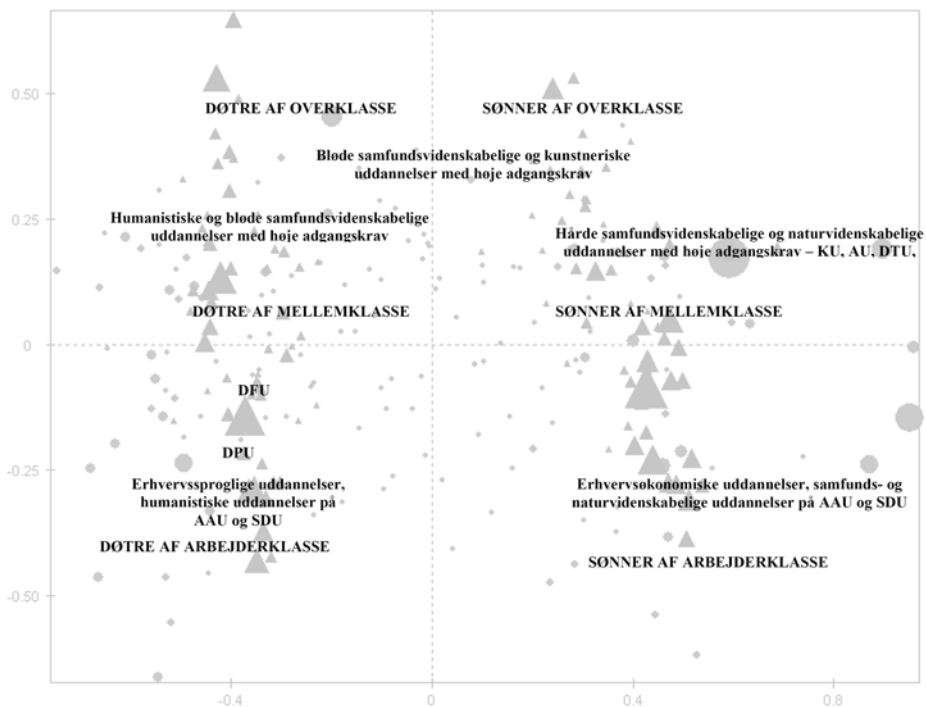 0.50
DØTRE AF OVERKLASSE
SØNNER AF OVERKLASSE
Bløde samfundsvidenskabelige og kunstneriske
uddannelser med høje adgangskrav
0.25
Humanistiske og bløde samfundsvidenskabelige
uddannelser med høje adgangskrav
Hårde samfundsvidenskabelige og naturvidenskabelige
uddannelser med høje adgangskrav – KU, AU, DTU,
DØTRE AF MELLEMKLASSE
SØNNER AF MELLEMKLASSE
0
DFU
DPU
-0.25
Erhvervssproglige uddannelser,
humanistiske uddannelser på
AAU og SDU
Erhvervsøkonomiske uddannelser, samfunds- og
naturvidenskabelige uddannelser på AAU og SDU
DØTRE AF ARBEJDERKLASSE
SØNNER AF ARBEJDERKLASSE
-0.50
-0.4
0
0.4
0.8